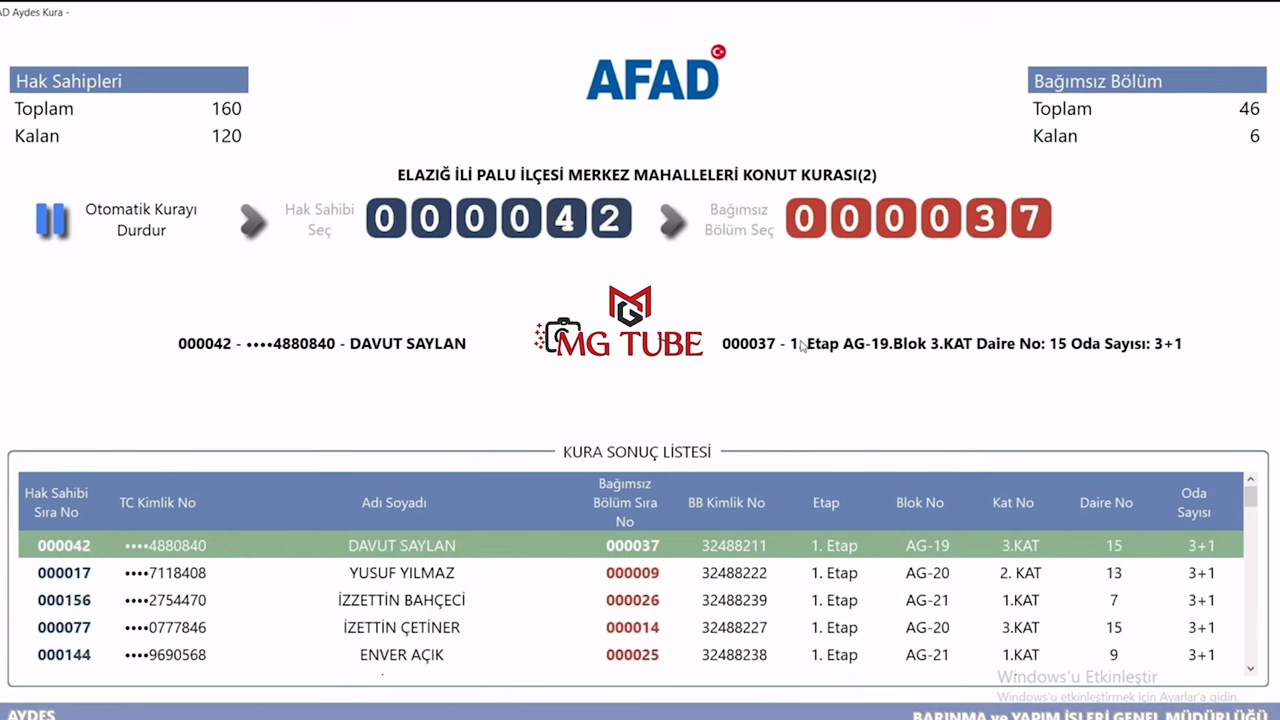 AD Aydes Kura -
AFAD
Hak Sahipleri
Toplam 160
Kalan 120
Bağımsız Bölüm
Toplam 46
Kalan 6
ELAZIĞ İLİ PALU İLÇESİ MERKEZ MAHALLELERİ KONUT KURASI(2)
Otomatik Kurayı
Durdur
Hak Sahibi
Seç
000042
Bağımsız
Bölüm Seç
000037
000042 - ••••4880840 - DAVUT SAYLAN
MG TUBE
000037 - 1. Etap AG-19.Blok 3.KAT Daire No: 15 Oda Sayısı: 3+1
KURA SONUÇ LİSTESİ
Hak Sahibi
Sıra No
TC Kimlik No
Adı Soyadı
Bağımsız
Bölüm Sıra
No
BB Kimlik No
Etap
Blok No
Kat No
Daire No
Oda
Sayısı
000042 ••••4880840 DAVUT SAYLAN 000037 32488211 1. Etap AG-19 3.KAT 15 3+1
000017 ••••7118408 YUSUF YILMAZ 000009 32488222 1. Etap AG-20 2. KAT 13 3+1
000156 ••••2754470 İZZETTİN BAHÇECİ 000026 32488239 1. Etap AG-21 1.KAT 7 3+1
000077 ••••0777846 İZETTİN ÇETİNER 000014 32488227 1. Etap AG-20 3.KAT 15 3+1
000144 ••••9690568 ENVER AÇIK 000025 32488238 1. Etap AG-21 1.KAT 9 3+1
Windows'u Etkinleştir
Windows'u etkinleştirmek için Ayarlar'a gidin.
AYDES
BARINMA ve YAPIM İŞLERİ GENEL MÜDÜRLÜĞÜ